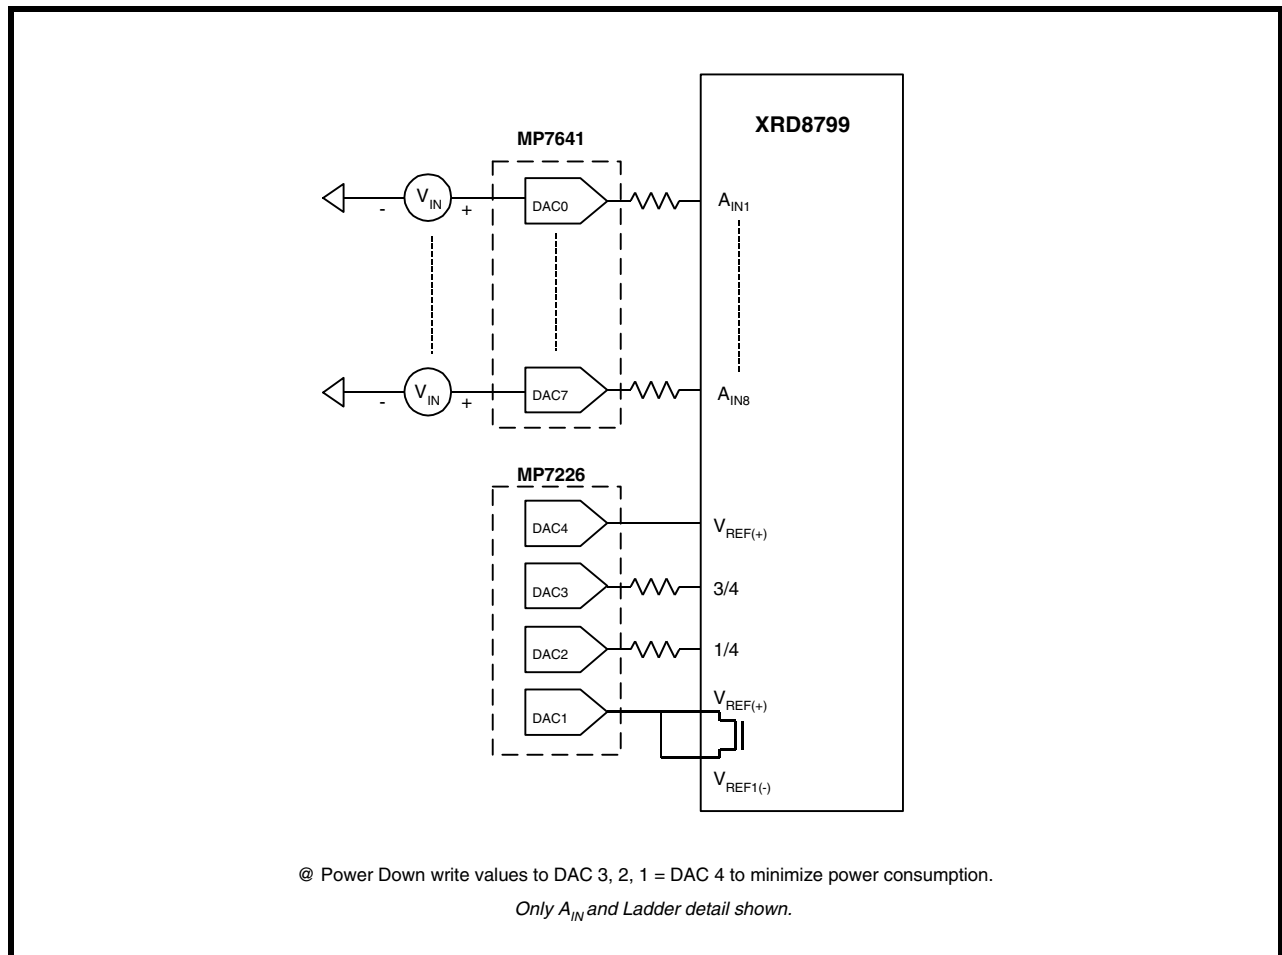 XRD8799
MP7641
V_IN
- +
DAC0
A_IN1
V_IN
- +
DAC7
A_IN8
MP7226
DAC4
V_REF(+)
DAC3
3/4
DAC2
1/4
DAC1
V_REF(+)
V_REF1(-)
@ Power Down write values to DAC 3, 2, 1 = DAC 4 to minimize power consumption.
Only A_IN and Ladder detail shown.